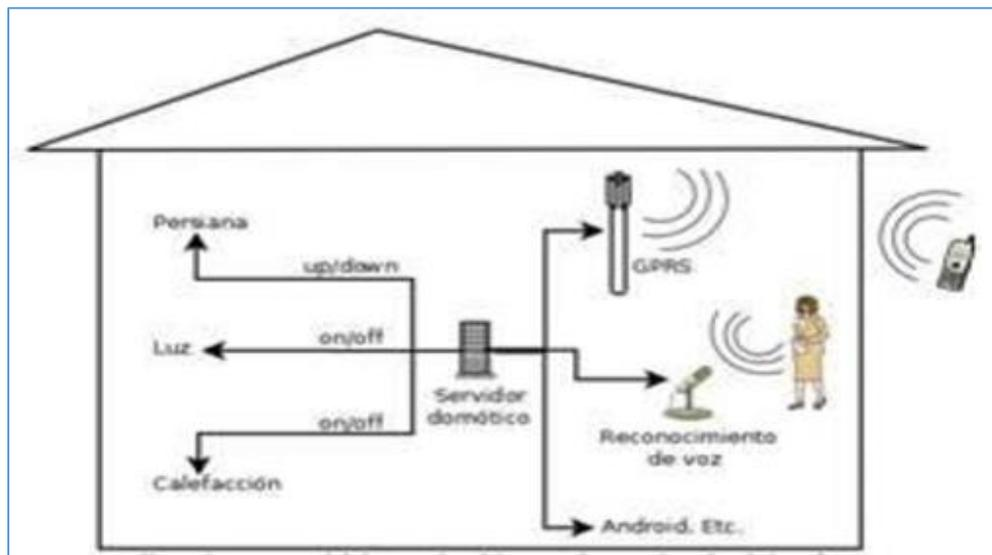 Persiana
up/down
Luz
on/off
on/off
Calefacción
Servidor
domótico
GPRS
Reconocimiento
de voz
Android. Etc.